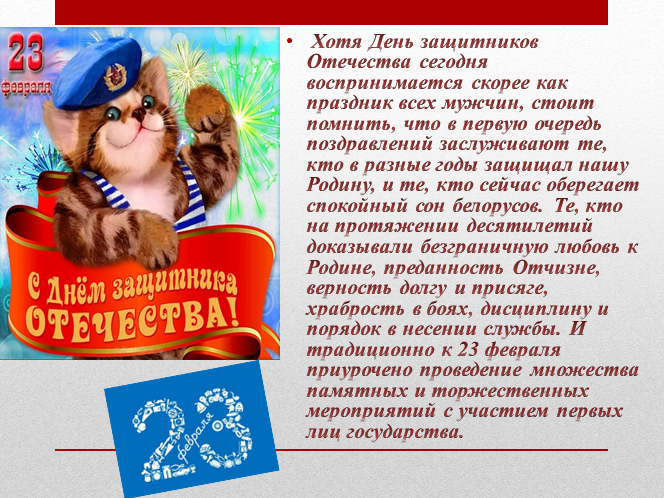 23
февраля
С Днём защитника
ОТЕЧЕСТВА!
23
февраля
• Хотя День защитников
Отечества сегодня
воспринимается скорее как
праздник всех мужчин, стоит
помнить, что в первую очередь
поздравлений заслуживают те,
кто в разные годы защищал нашу
Родину, и те, кто сейчас оберегает
спокойный сон белорусов. Те, кто
на протяжении десятилетий
доказывали безграничную любовь к
Родине, преданность Отчизне,
верность долгу и присяге,
храбрость в боях, дисциплину и
порядок в несении службы. И
традиционно к 23 февраля
приурочено проведение множества
памятных и торжественных
мероприятий с участием первых
лиц государства.